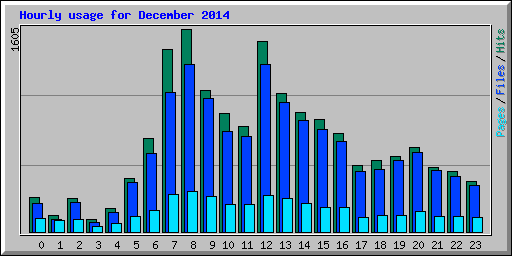 Hourly usage for December 2014
1605
Pages / Files / Hits
0 1 2 3 4 5 6 7 8 9 10 11 12 13 14 15 16 17 18 19 20 21 22 23